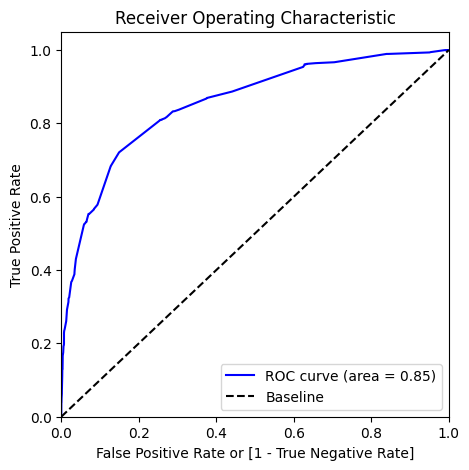 Receiver Operating Characteristic
1.0
0.8
0.6
0.4
0.2
0.0
True Positive Rate
ROC curve (area = 0.85)
Baseline
0.0 0.2 0.4 0.6 0.8 1.0
False Positive Rate or [1 - True Negative Rate]